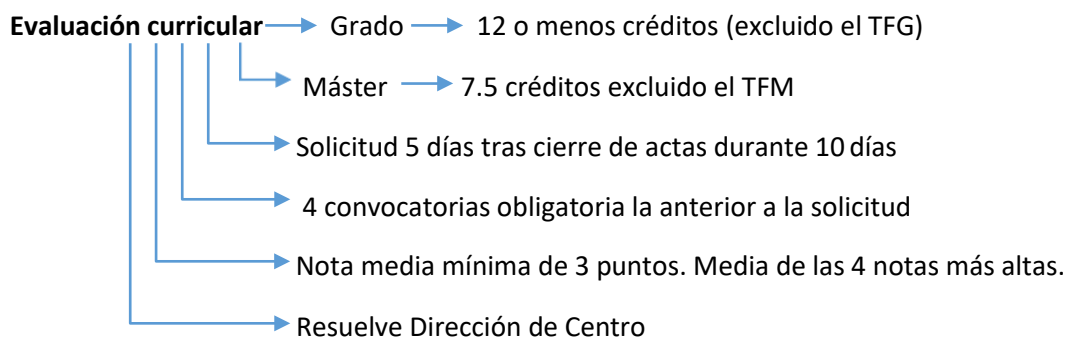 Evaluación curricular Grado 12 o menos créditos (excluido el TFG)
Máster 7.5 créditos excluido el TFM
Solicitud 5 días tras cierre de actas durante 10 días
4 convocatorias obligatoria la anterior a la solicitud
Nota media mínima de 3 puntos. Media de las 4 notas más altas.
Resuelve Dirección de Centro